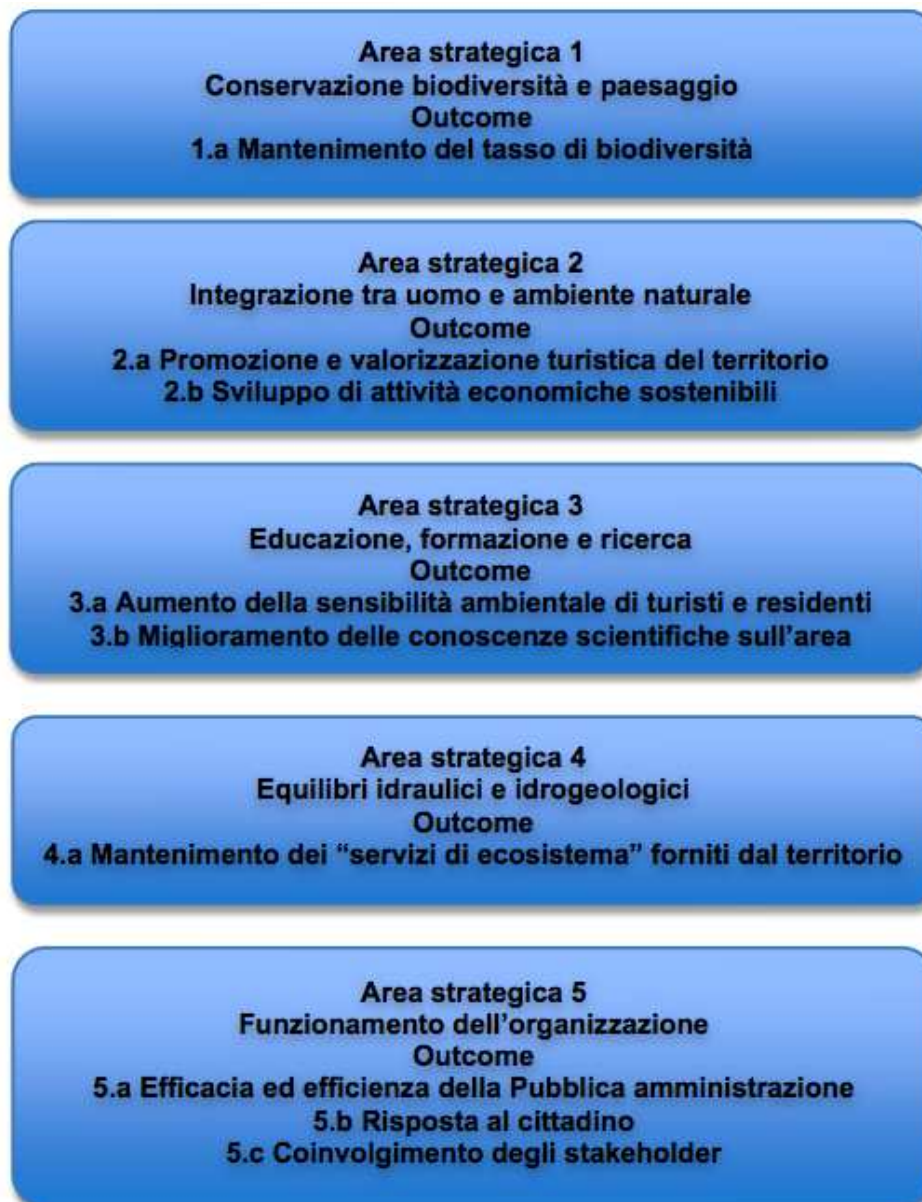 Area strategica 1
Conservazione biodiversità e paesaggio
Outcome
1.a Mantenimento del tasso di biodiversità
Area strategica 2
Integrazione tra uomo e ambiente naturale
Outcome
2.a Promozione e valorizzazione turistica del territorio
2.b Sviluppo di attività economiche sostenibili
Area strategica 3
Educazione, formazione e ricerca
Outcome
3.a Aumento della sensibilità ambientale di turisti e residenti
3.b Miglioramento delle conoscenze scientifiche sull'area
Area strategica 4
Equilibri idraulici e idrogeologici
Outcome
4.a Mantenimento dei “servizi di ecosistema” forniti dal territorio
Area strategica 5
Funzionamento dell'organizzazione
Outcome
5.a Efficacia ed efficienza della Pubblica amministrazione
5.b Risposta al cittadino
5.c Coinvolgimento degli stakeholder